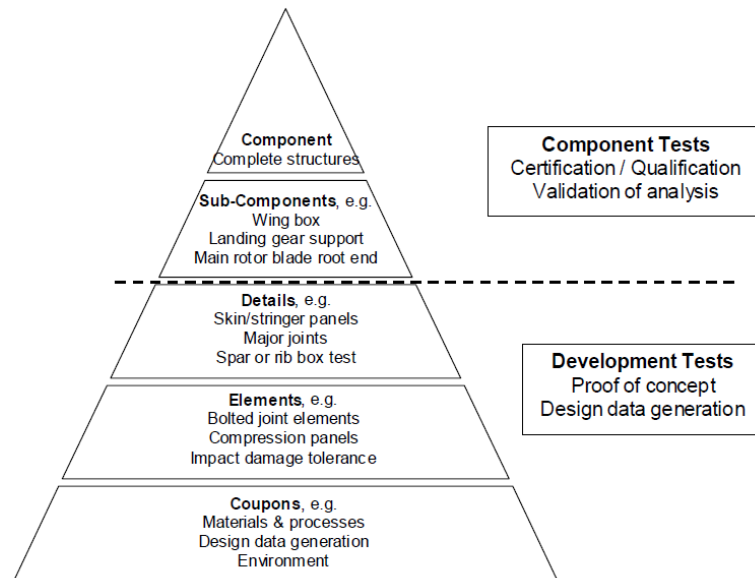 Component
Complete structures
Component Tests
Certification / Qualification
Validation of analysis
Sub-Components, e.g.
Wing box
Landing gear support
Main rotor blade root end
Details, e.g.
Skin/stringer panels
Major joints
Spar or rib box test
Development Tests
Proof of concept
Design data generation
Elements, e.g.
Bolted joint elements
Compression panels
Impact damage tolerance
Coupons, e.g.
Materials & processes
Design data generation
Environment